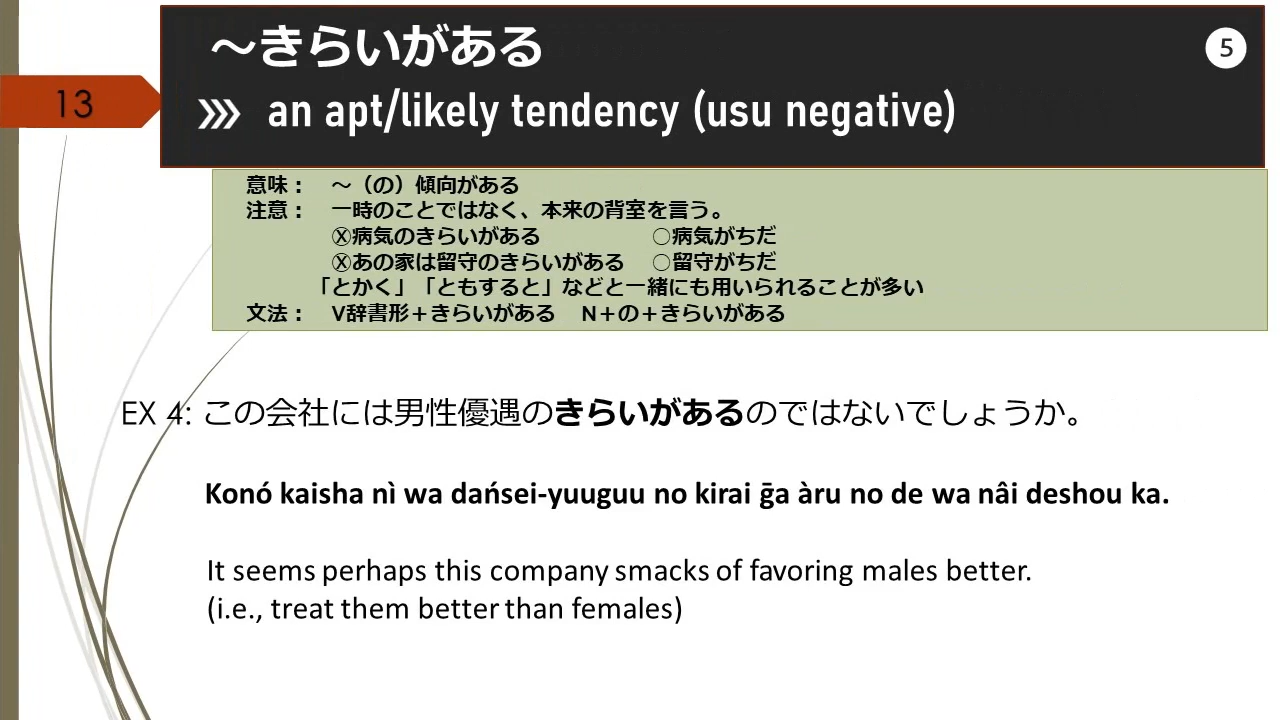 ～きらいがある
5
13
an apt/likely tendency (usu negative)
意味： ～（の）傾向がある
注意： 一時のことではなく、本来の背室を言う。
Ⓧ病気のきらいがある ○病気がちだ
Ⓧあの家は留守のきらいがある ○留守がちだ
「とかく」「ともすると」などと一緒にも用いられることが多い
文法： V辞書形＋きらいがある N＋の＋きらいがある
EX 4: この会社には男性優遇のきらいがあるのではないでしょうか。
Konó kaisha nì wa dańsei-yuuguu no kirai ḡa àru no de wa nâi deshou ka.
It seems perhaps this company smacks of favoring males better.
(i.e., treat them better than females)